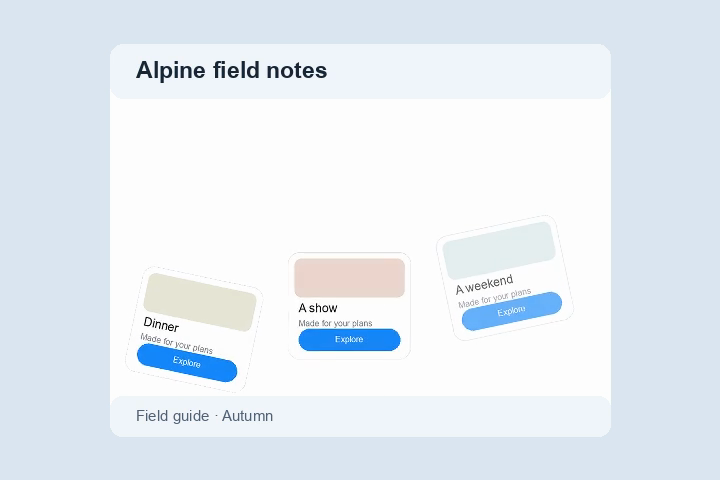 Alpine field notes
Dinner
Made for your plans
Explore
A show
Made for your plans
Explore
A weekend
Made for your plans
Explore
Field guide · Autumn